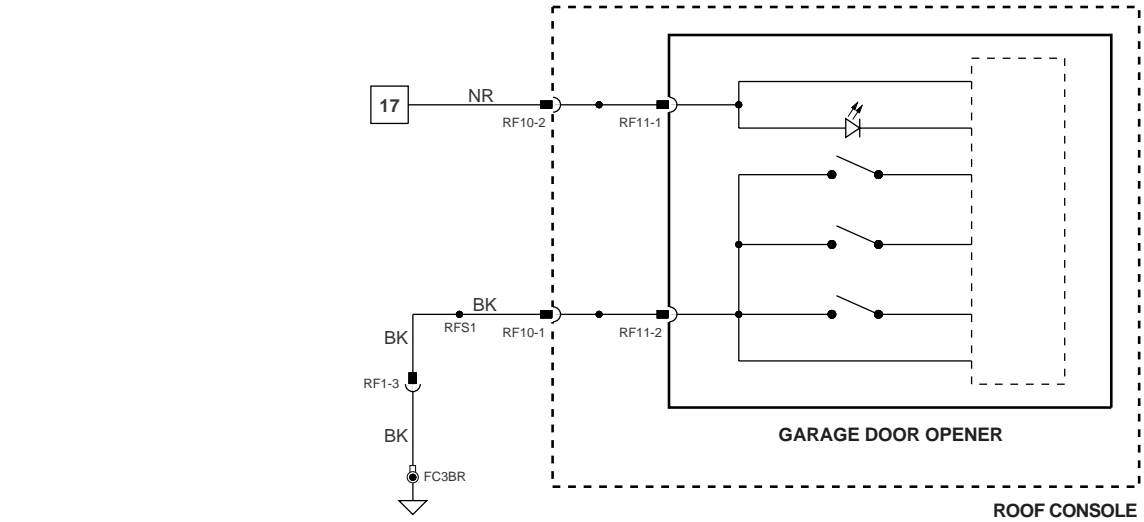 17
NR
RF10-2
RF11-1
BK
RFS1
RF10-1
RF11-2
BK
RF1-3
BK
GARAGE DOOR OPENER
FC3BR
ROOF CONSOLE